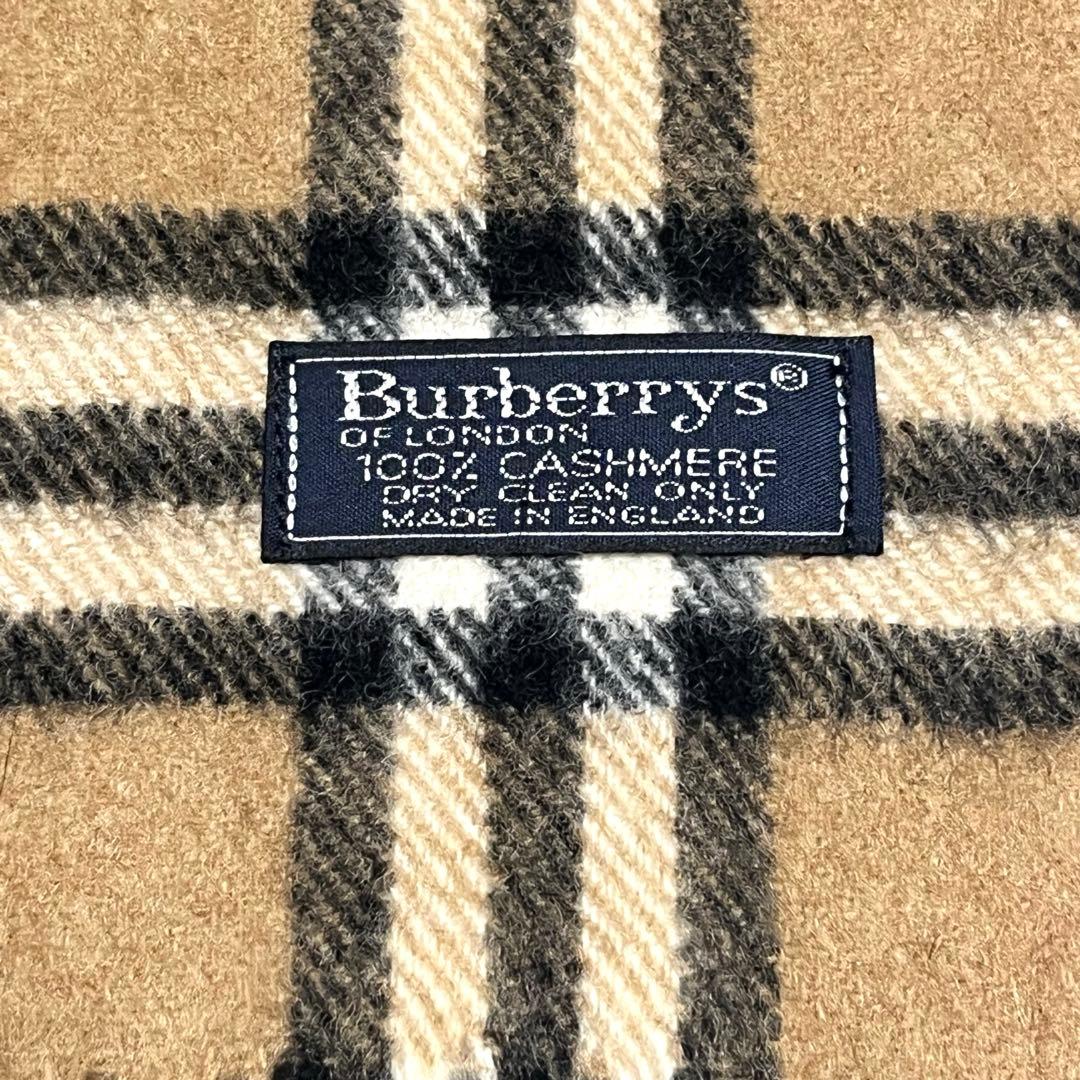 Burberrys®
OF LONDON
100% CASHMERE
DRY CLEAN ONLY
MADE IN ENGLAND